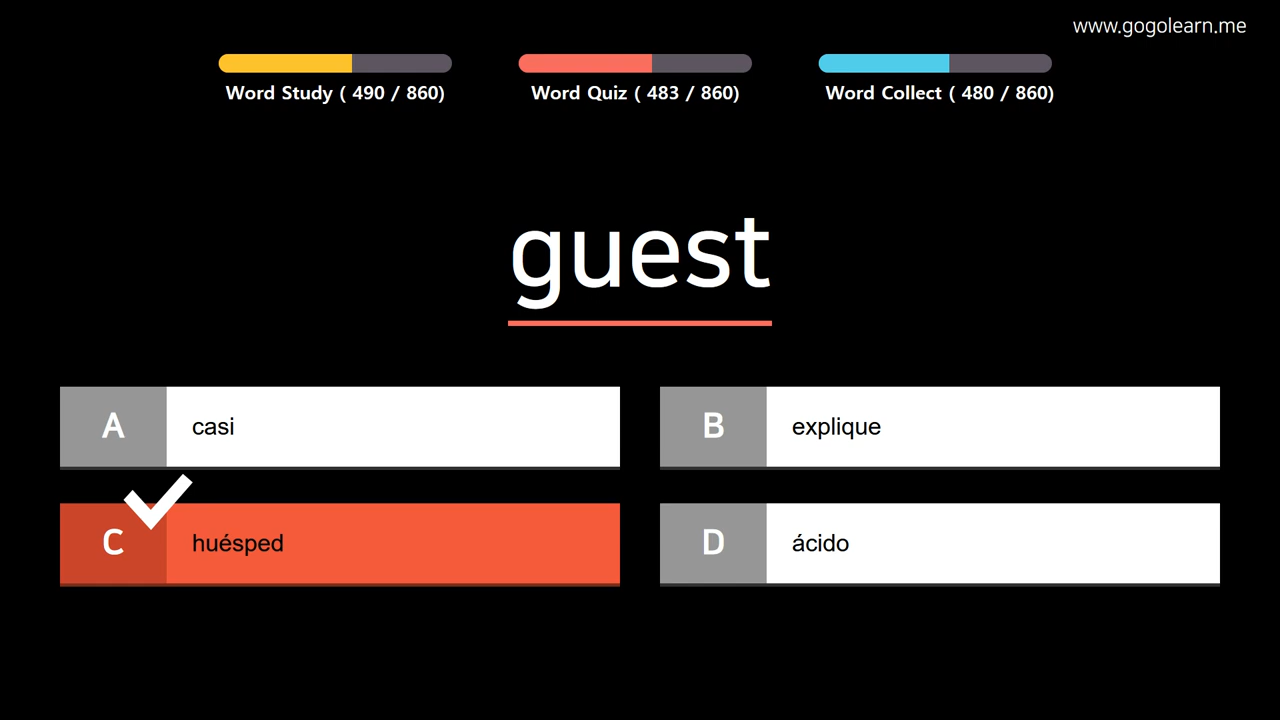 www.gogolearn.me
Word Study ( 490 / 860)
Word Quiz ( 483 / 860)
Word Collect ( 480 / 860)
guest
A casi
B explique
C huésped
D ácido